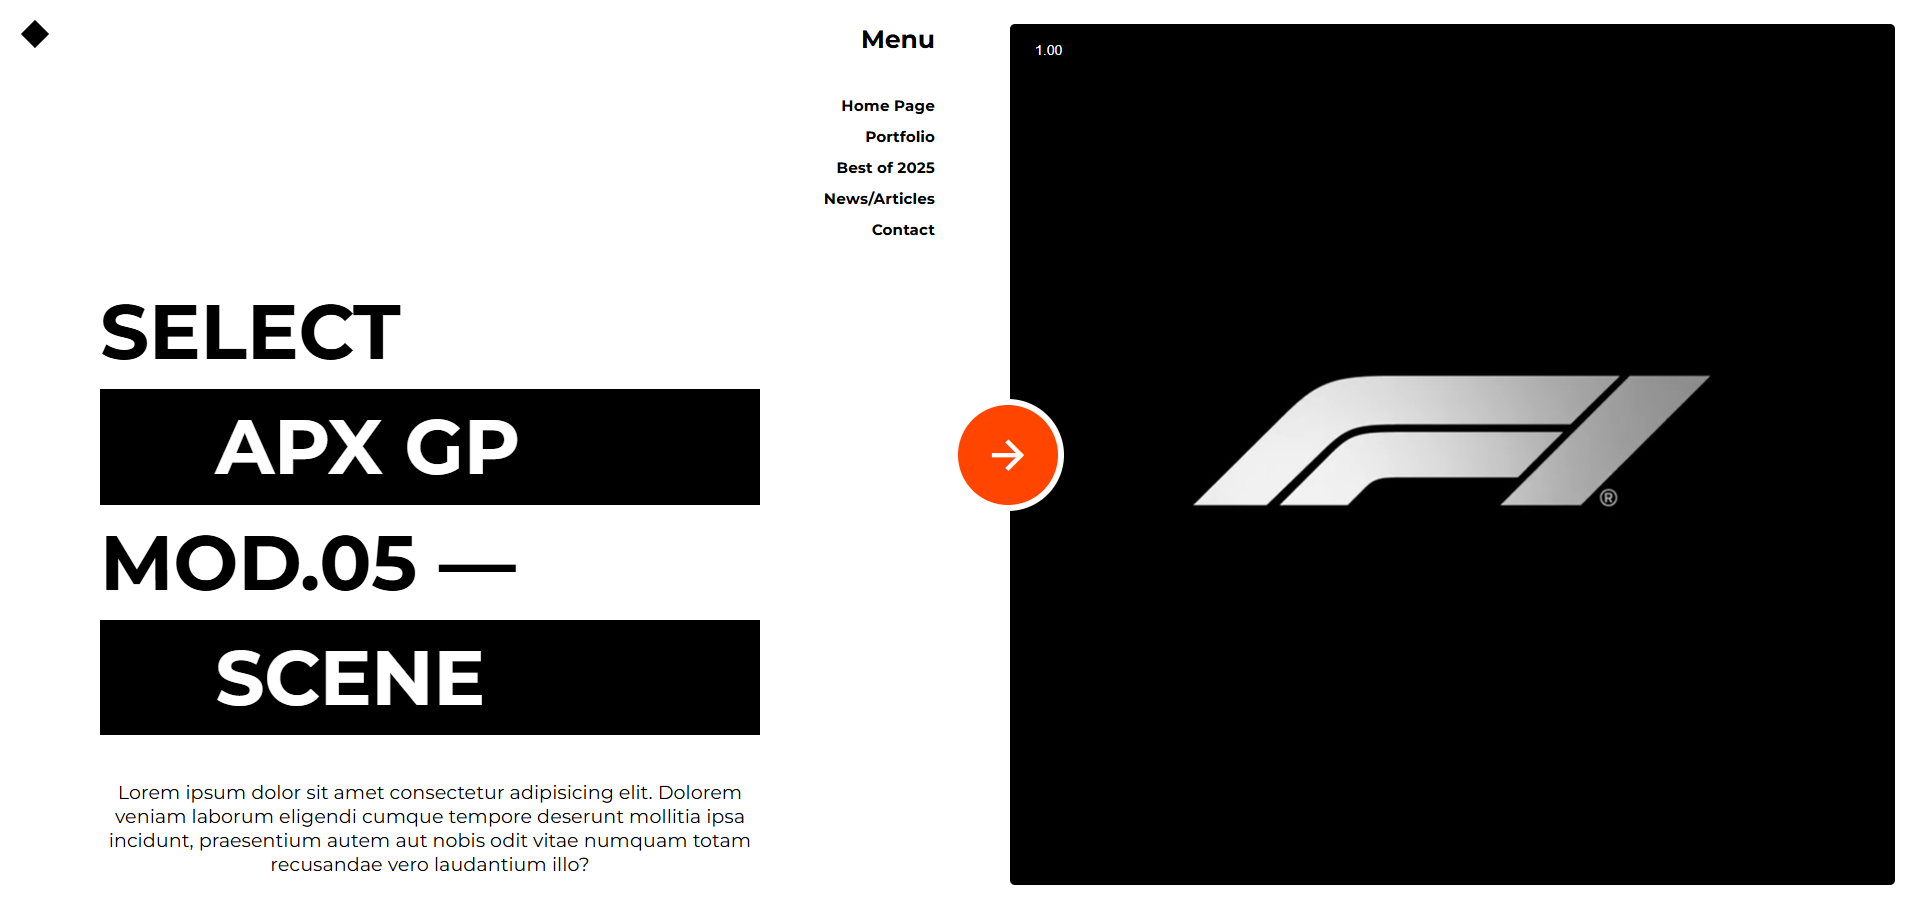 Menu
Home Page
Portfolio
Best of 2025
News/Articles
Contact
SELECT
APX GP
MOD.05 —
SCENE
Lorem ipsum dolor sit amet consectetur adipisicing elit. Dolorem
veniam laborum eligendi cumque tempore deserunt mollitia ipsa
incidunt, praesentium autem aut nobis odit vitae numquam totam
recusandae vero laudantium illo?
1.00
F1®